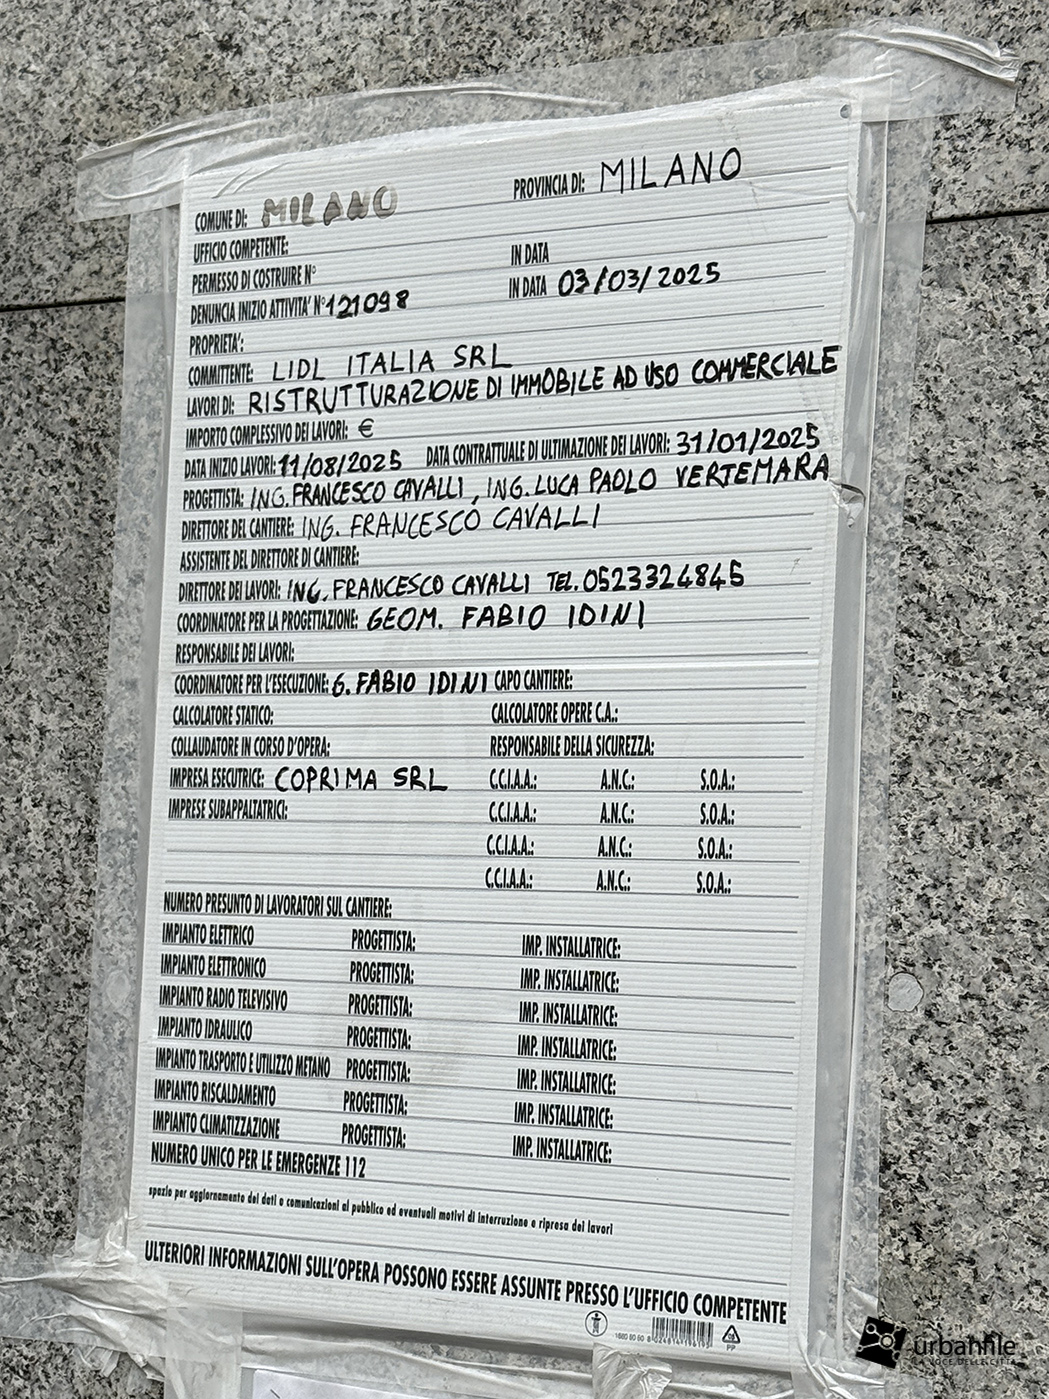 COMUNE DI: MILANO PROVINCIA DI: MILANO
UFFICIO COMPETENTE:
PERMESSO DI COSTRUIRE N° IN DATA
DENUNCIA INIZIO ATTIVITA' N° 121098 IN DATA 03/03/2025
PROPRIETA':
COMMITTENTE: LIDL ITALIA SRL
LAVORI DI: RISTRUTTURAZIONE DI IMMOBILE AD USO COMMERCIALE
IMPORTO COMPLESSIVO DEI LAVORI: €
DATA INIZIO LAVORI: 11/08/2025 DATA CONTRATTUALE DI ULTIMAZIONE DEI LAVORI: 31/01/2025
PROGETTISTA: ING. FRANCESCO CAVALLI, ING. LUCA PAOLO VERTEMARA
DIRETTORE DEL CANTIERE: ING. FRANCESCO CAVALLI
ASSISTENTE DEL DIRETTORE DI CANTIERE:
DIRETTORE DEI LAVORI: ING. FRANCESCO CAVALLI TEL. 0523324845
COORDINATORE PER LA PROGETTAZIONE: GEOM. FABIO IDINI
RESPONSABILE DEI LAVORI:
COORDINATORE PER L'ESECUZIONE: G. FABIO IDINI CAPO CANTIERE:
CALCOLATORE STATICO: CALCOLATORE OPERE C.A.:
COLLAUDATORE IN CORSO D'OPERA: RESPONSABILE DELLA SICUREZZA:
IMPRESA ESECUTRICE: COPRIMA SRL C.C.I.A.A.: A.N.C.: S.O.A.:
IMPRESE SUBAPPALTATRICI: C.C.I.A.A.: A.N.C.: S.O.A.:
C.C.I.A.A.: A.N.C.: S.O.A.:
C.C.I.A.A.: A.N.C.: S.O.A.:
NUMERO PRESUNTO DI LAVORATORI SUL CANTIERE:
IMPIANTO ELETTRICO PROGETTISTA: IMP. INSTALLATRICE:
IMPIANTO ELETTRONICO PROGETTISTA: IMP. INSTALLATRICE:
IMPIANTO RADIO TELEVISIVO PROGETTISTA: IMP. INSTALLATRICE:
IMPIANTO IDRAULICO PROGETTISTA: IMP. INSTALLATRICE:
IMPIANTO TRASPORTO E UTILIZZO METANO PROGETTISTA: IMP. INSTALLATRICE:
IMPIANTO RISCALDAMENTO PROGETTISTA: IMP. INSTALLATRICE:
IMPIANTO CLIMATIZZAZIONE PROGETTISTA: IMP. INSTALLATRICE:
NUMERO UNICO PER LE EMERGENZE 112
spazio per aggiornamento dei dati o comunicazioni al pubblico ed eventuali motivi di interruzione e ripresa dei lavori
ULTERIORI INFORMAZIONI SULL'OPERA POSSONO ESSERE ASSUNTE PRESSO L'UFFICIO COMPETENTE
PP
urbanfile
LA VOCE DELLE CITTÀ